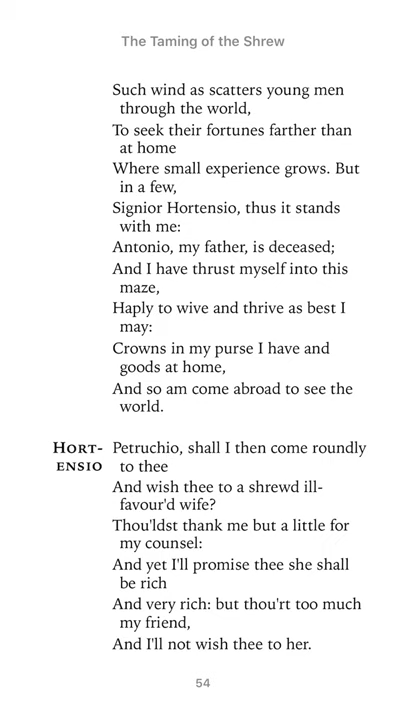 The Taming of the Shrew
Such wind as scatters young men
through the world,
To seek their fortunes farther than
at home
Where small experience grows. But
in a few,
Signior Hortensio, thus it stands
with me:
Antonio, my father, is deceased;
And I have thrust myself into this
maze,
Haply to wive and thrive as best I
may:
Crowns in my purse I have and
goods at home,
And so am come abroad to see the
world.
HORT- Petruchio, shall I then come roundly
ENSIO to thee
And wish thee to a shrewd ill-
favour'd wife?
Thou'ldst thank me but a little for
my counsel:
And yet I'll promise thee she shall
be rich
And very rich: but thou'rt too much
my friend,
And I'll not wish thee to her.
54